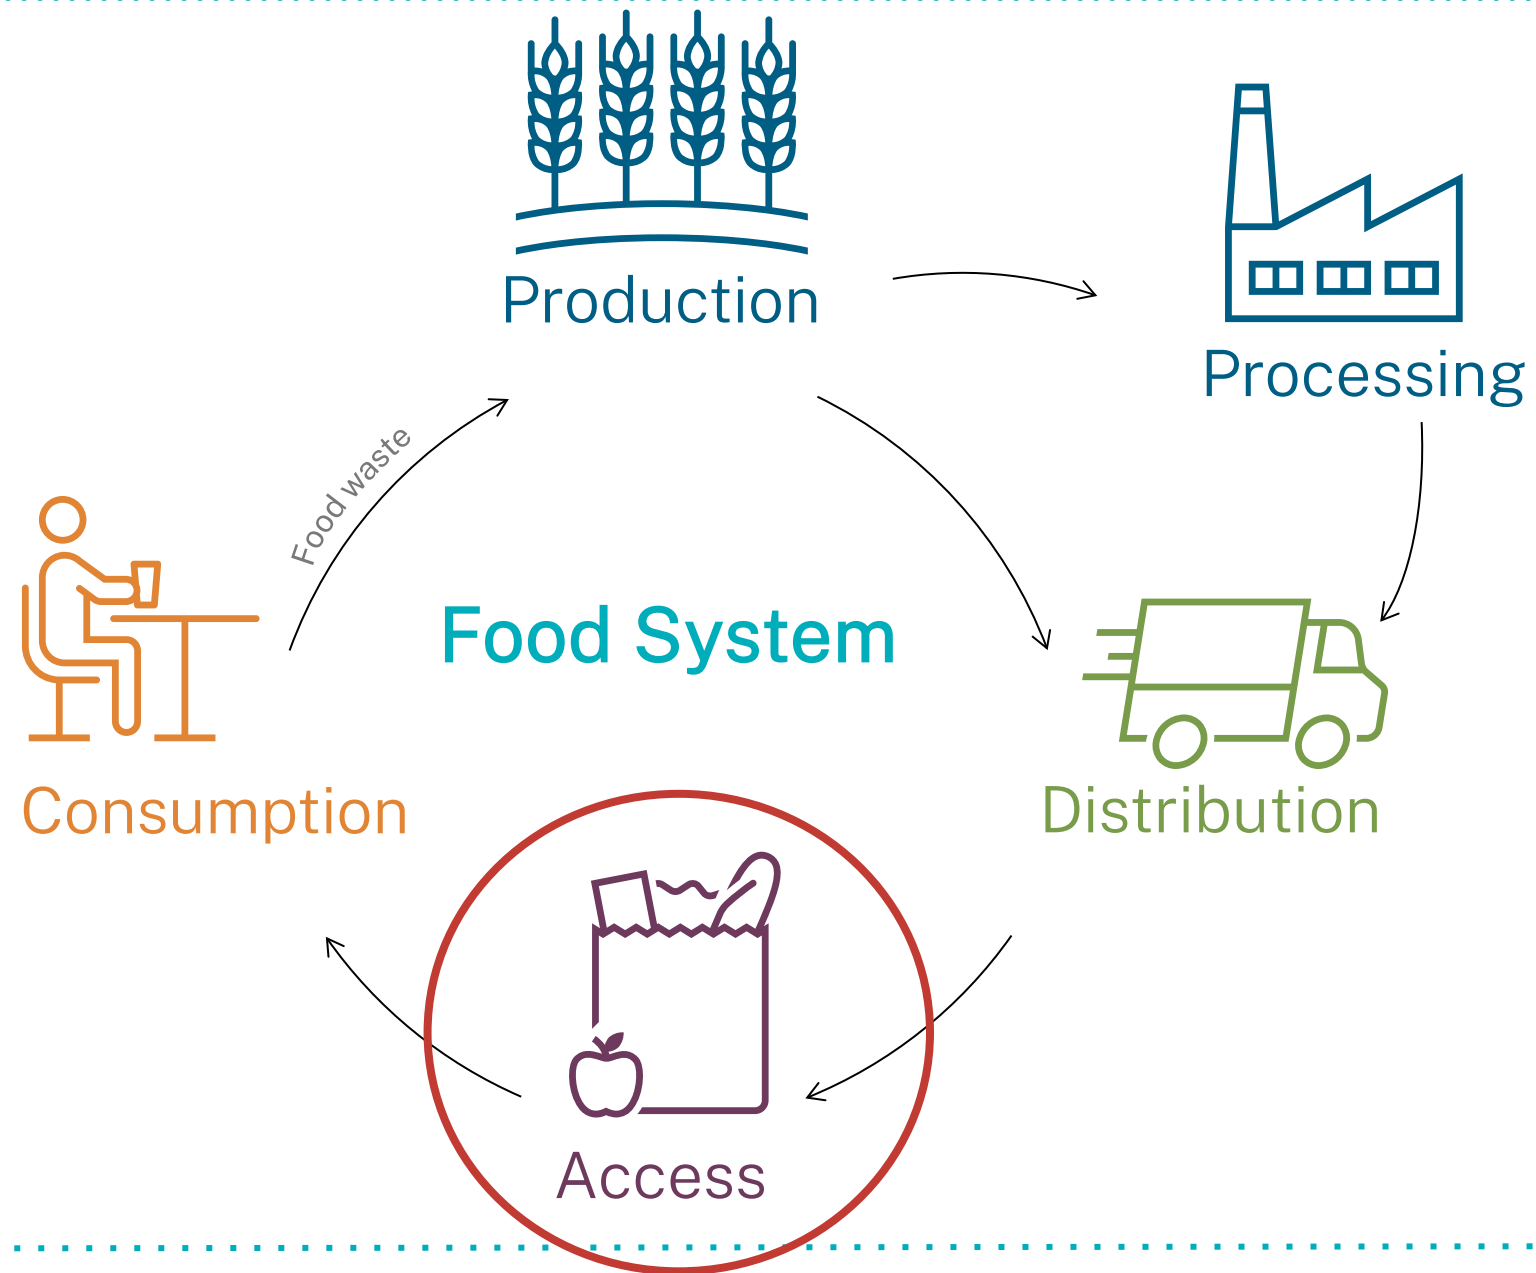 Production
Processing
Food waste
Food System
Consumption
Distribution
Access